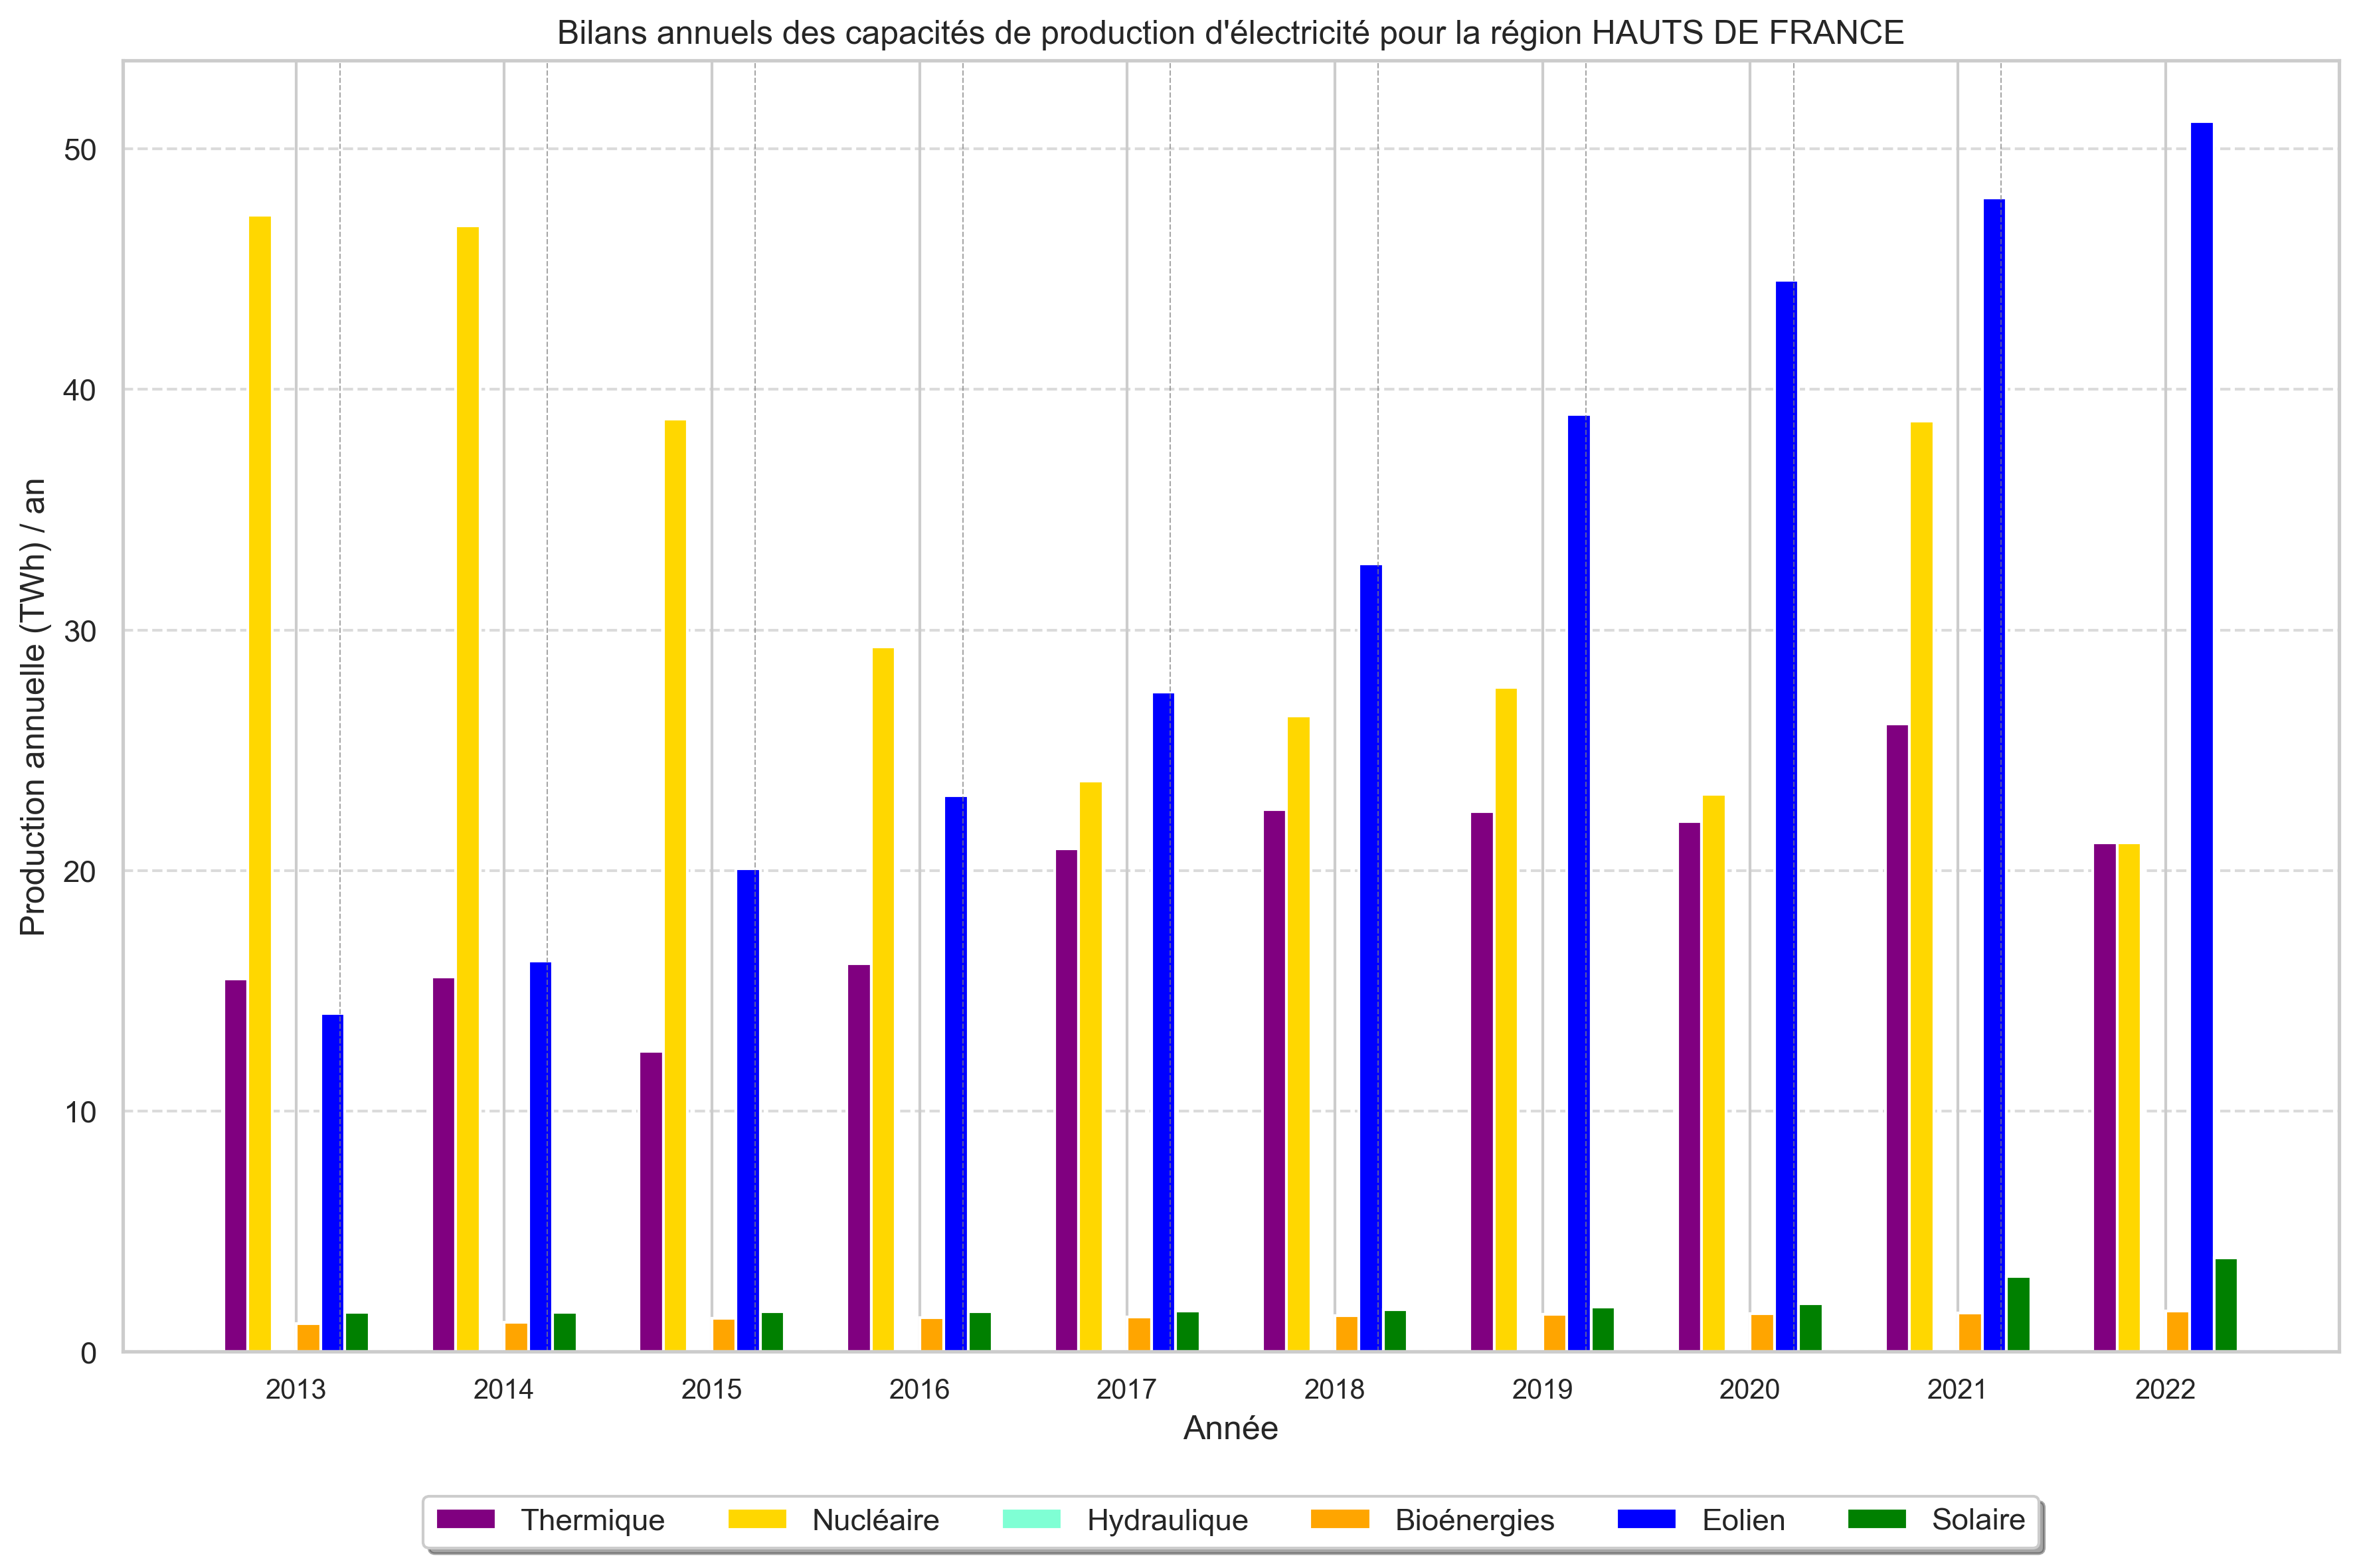 Bilans annuels des capacités de production d'électricité pour la région HAUTS DE FRANCE
Production annuelle (TWh) / an
50
40
30
20
10
0
2013 2014 2015 2016 2017 2018 2019 2020 2021 2022
Année
Thermique Nucléaire Hydraulique Bioénergies Eolien Solaire